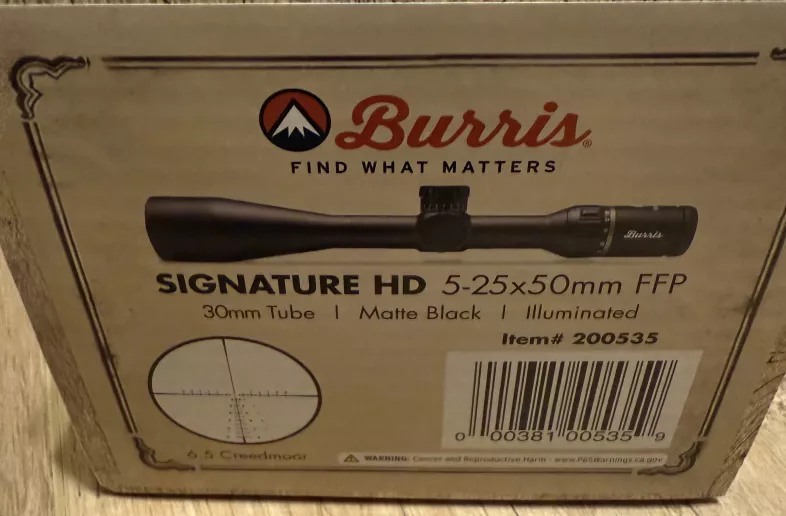 Burris®
FIND WHAT MATTERS
Burris
SIGNATURE HD 5-25x50mm FFP
30mm Tube | Matte Black | Illuminated
Item# 200535
0 00381 00535 9
6.5 Creedmoor
⚠ WARNING: Cancer and Reproductive Harm - www.P65Warnings.ca.gov